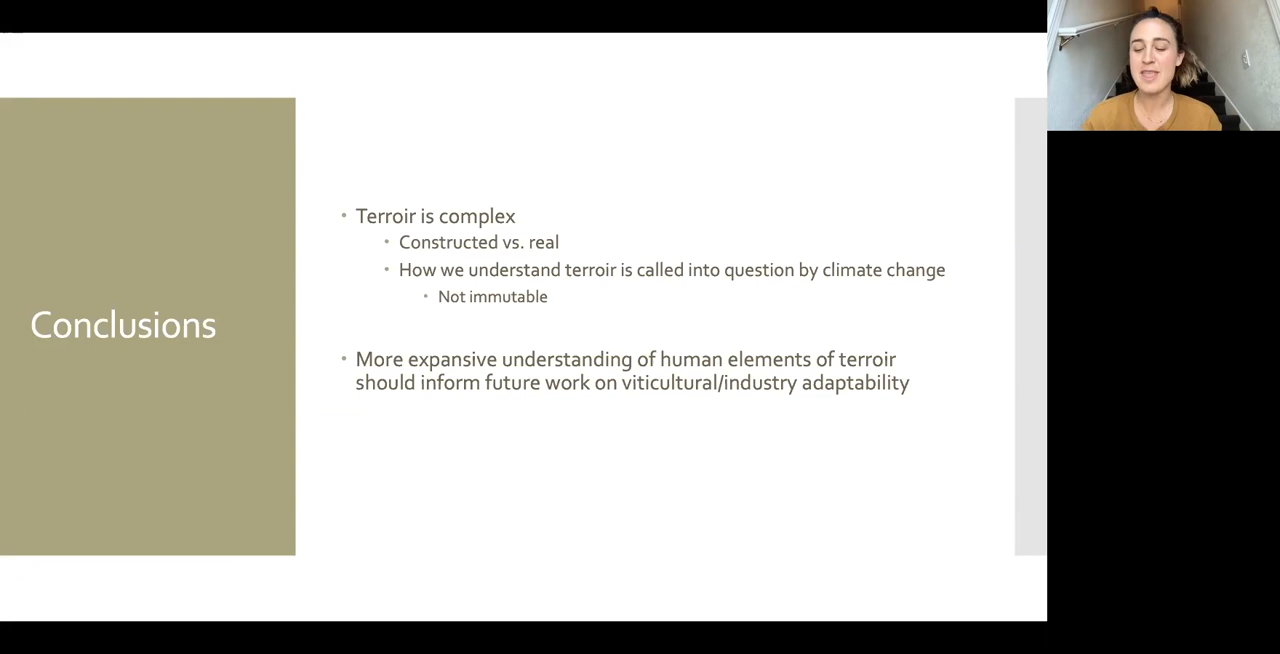 Conclusions
Terroir is complex
Constructed vs. real
How we understand terroir is called into question by climate change
Not immutable
More expansive understanding of human elements of terroir
should inform future work on viticultural/industry adaptability